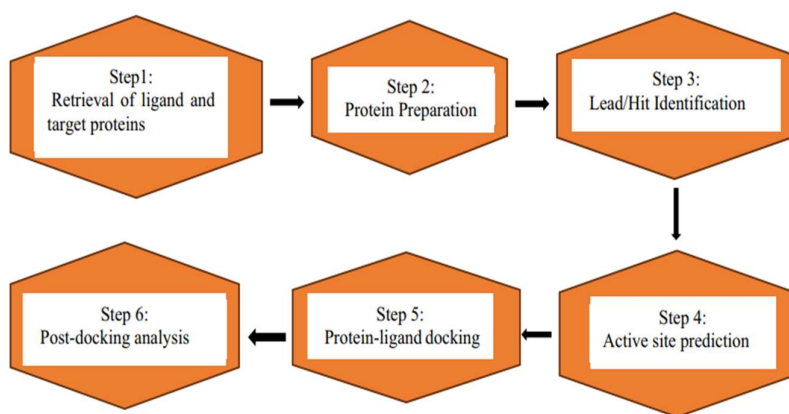 Step1:
Retrieval of ligand and
target proteins
Step 2:
Protein Preparation
Step 3:
Lead/Hit Identification
Step 4:
Active site prediction
Step 5:
Protein-ligand docking
Step 6:
Post-docking analysis